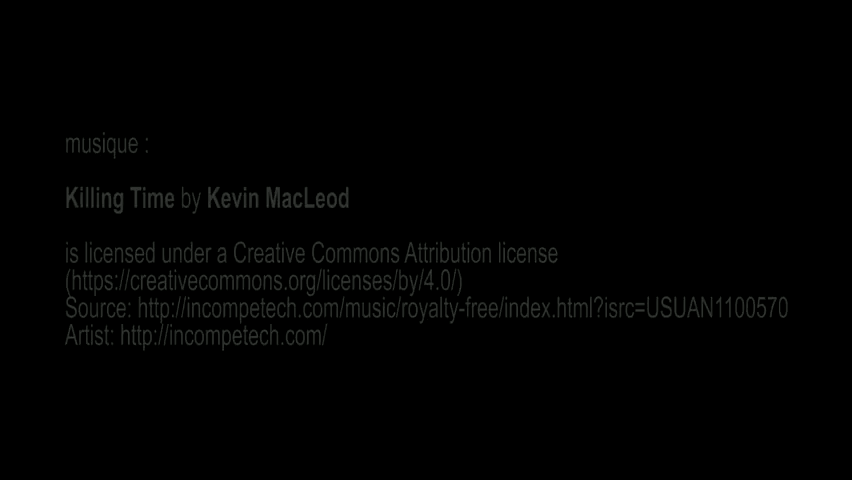 musique :
Killing Time by Kevin MacLeod
is licensed under a Creative Commons Attribution license
(https://creativecommons.org/licenses/by/4.0/)
Source: http://incompetech.com/music/royalty-free/index.html?isrc=USUAN1100570
Artist: http://incompetech.com/